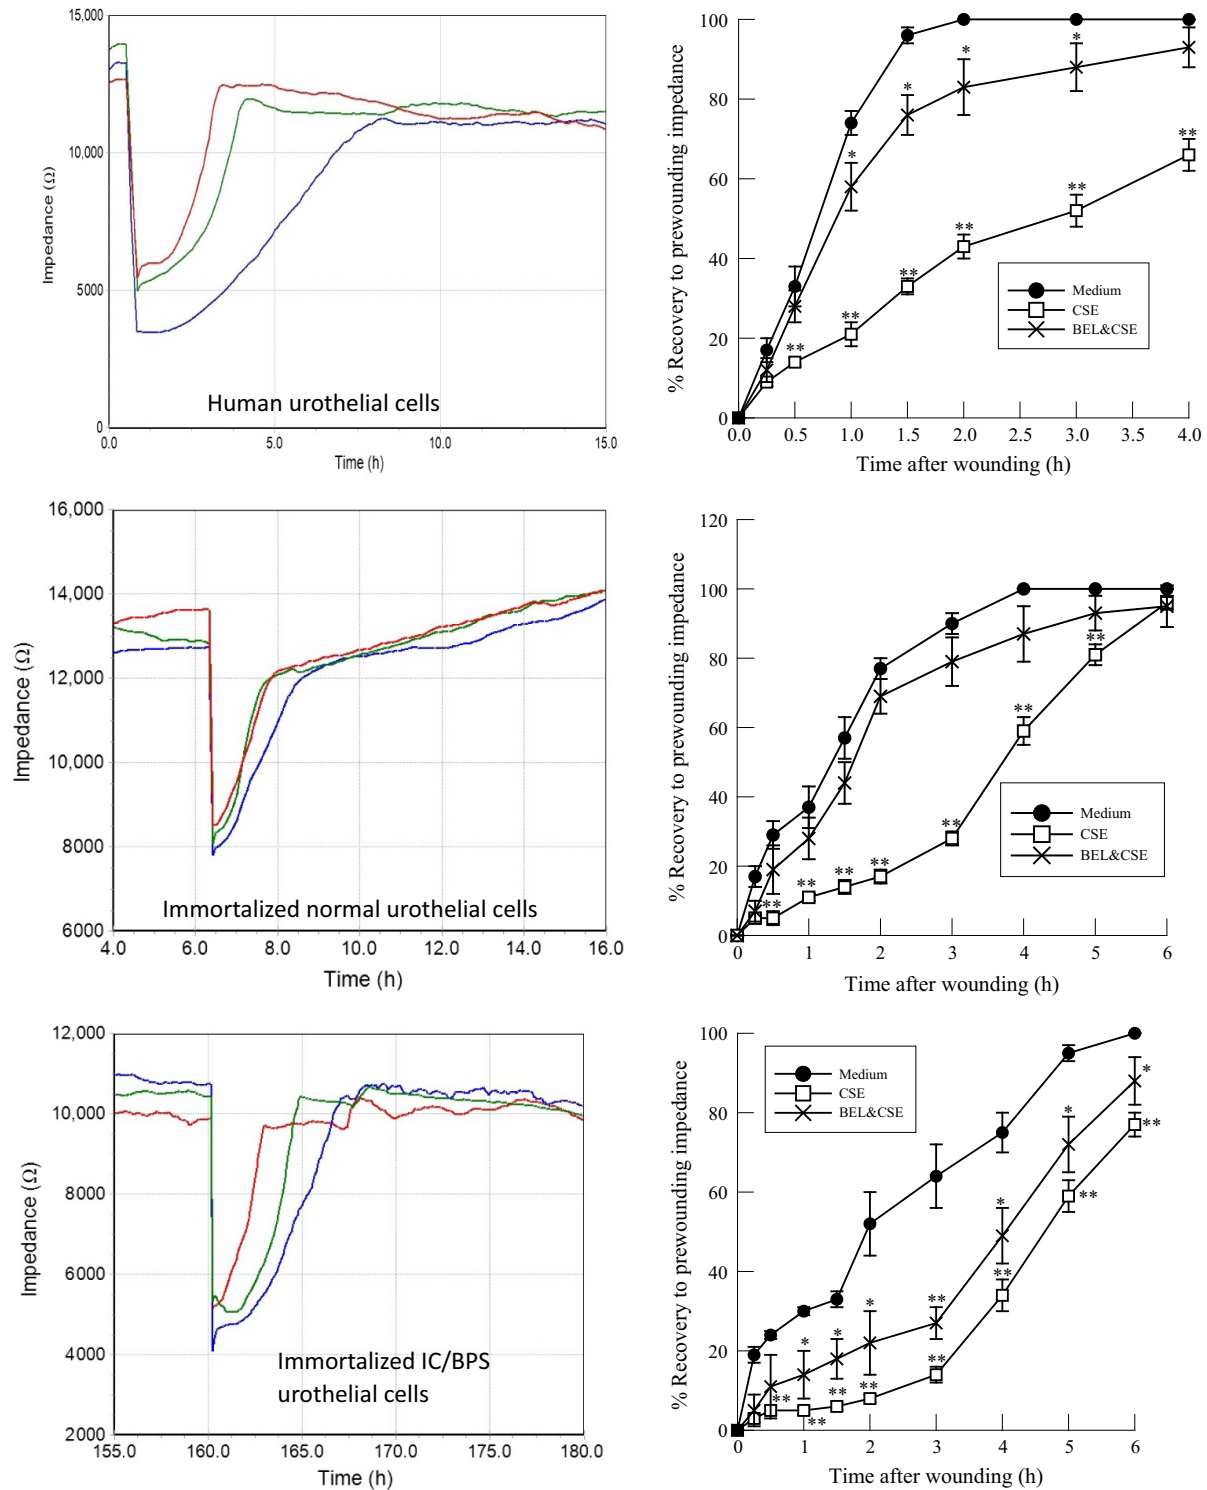 15,000
10,000
5000
0
Impedance (Ω)
0.0 5.0 10.0 15.0
Time (h)
Human urothelial cells
100
80
60
40
20
0
% Recovery to prewounding impedance
** ** ** ** ** ** **
* * * *
Medium
CSE
BEL&CSE
0.0 0.5 1.0 1.5 2.0 2.5 3.0 3.5 4.0
Time after wounding (h)
16,000
14,000
12,000
10,000
8000
6000
Impedance (Ω)
4.0 6.0 8.0 10.0 12.0 14.0 16.0
Time (h)
Immortalized normal urothelial cells
120
100
80
60
40
20
0
% Recovery to prewounding impedance
** ** ** ** ** ** **
Medium
CSE
BEL&CSE
0 1 2 3 4 5 6
Time after wounding (h)
12,000
10,000
8000
6000
4000
2000
Impedance (Ω)
155.0 160.0 165.0 170.0 175.0 180.0
Time (h)
Immortalized IC/BPS
urothelial cells
100
80
60
40
20
0
% Recovery to prewounding impedance
* * * ** * * *
** ** ** ** ** ** ** **
Medium
CSE
BEL&CSE
0 1 2 3 4 5 6
Time after wounding (h)